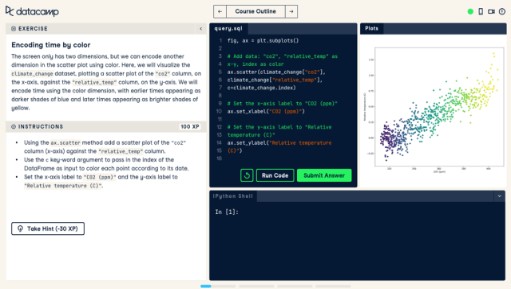 datacamp
Course Outline
EXERCISE
Encoding time by color
The screen only has two dimensions, but we can encode another
dimension in the scatter plot using color. Here, we will visualize the
climate_change dataset, plotting a scatter plot of the "co2" column, on
the x-axis, against the "relative_temp" column, on the y-axis. We will
encode time using the color dimension, with earlier times appearing as
darker shades of blue and later times appearing as brighter shades of
yellow.
INSTRUCTIONS
100 XP
Using the ax.scatter method add a scatter plot of the "co2"
column (x-axis) against the "relative_temp" column.
Use the c key-word argument to pass in the index of the
DataFrame as input to color each point according to its date.
Set the x-axis label to "CO2 (ppm)" and the y-axis label to
"Relative temperature (C)".
Take Hint (-30 XP)
query.sql
1 fig, ax = plt.subplots()
2
3 # Add data: "co2", "relative_temp" as
x-y, index as color
ax.scatter(climate_change["co2"],
climate_change["relative_temp"],
c=climate_change.index)
# Set the x-axis label to "CO2 (ppm)"
ax.set_xlabel("CO2 (ppm)")
# Set the y-axis label to "Relative
temperature (C)"
ax.set_ylabel("Relative temperature
(C)")
Run Code
Submit Answer
Plots
IPython Shell
In [1]: